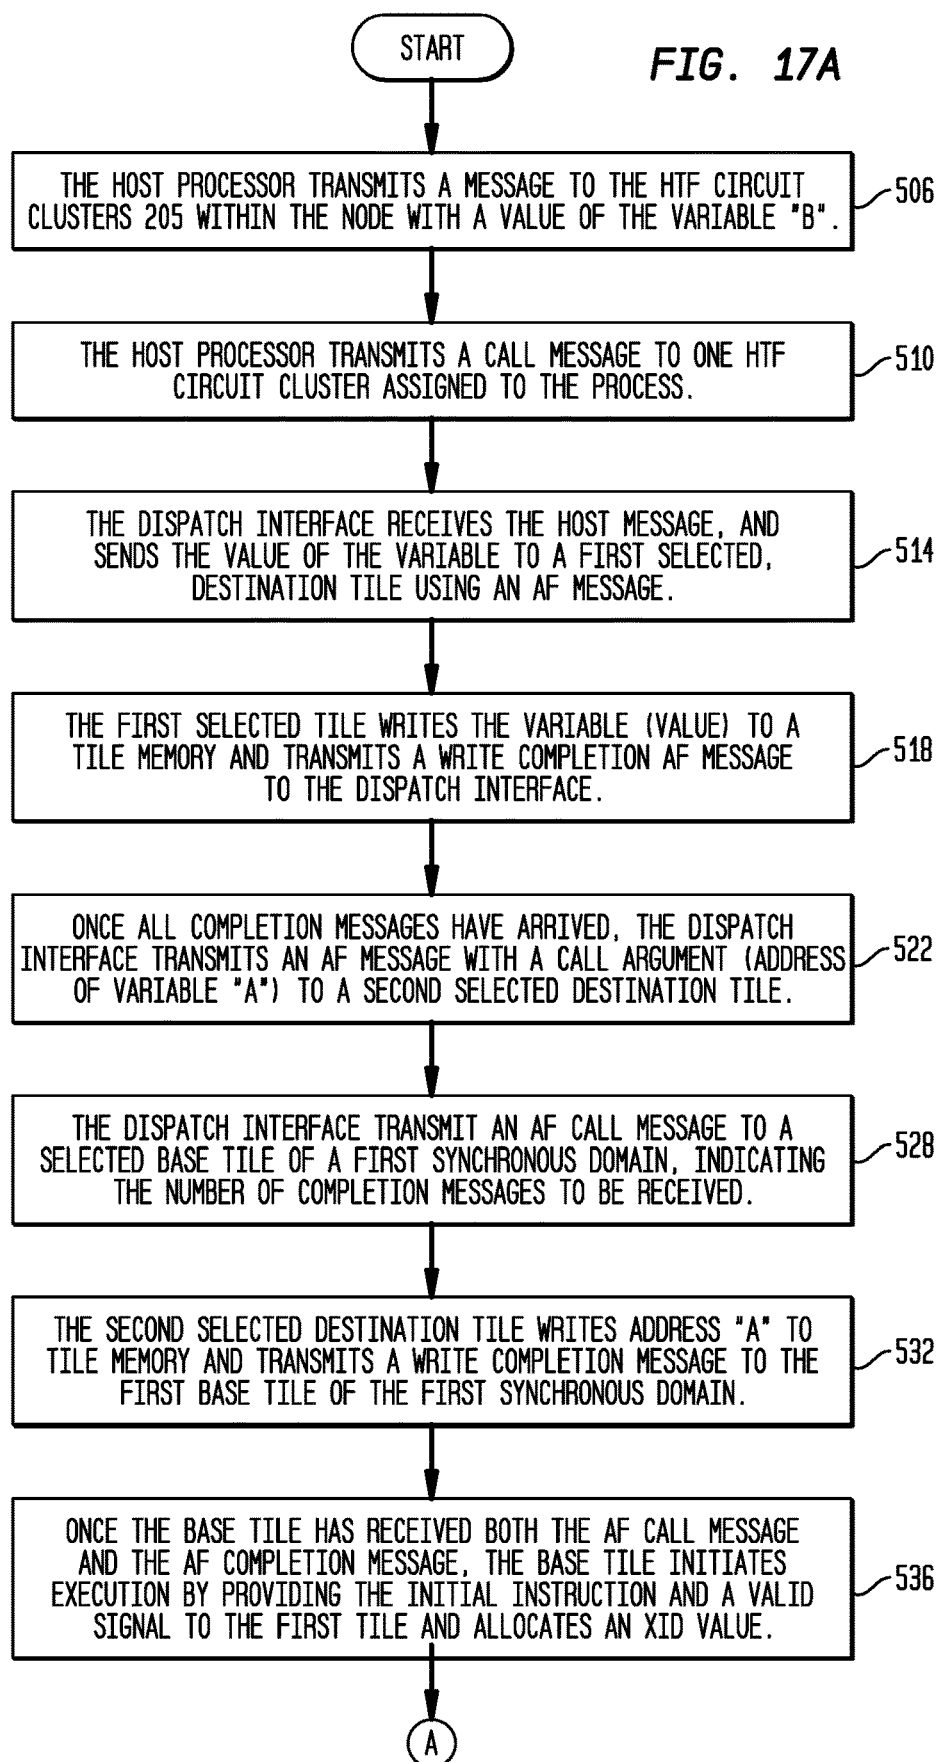 START
FIG. 17A
THE HOST PROCESSOR TRANSMITS A MESSAGE TO THE HTF CIRCUIT
CLUSTERS 205 WITHIN THE NODE WITH A VALUE OF THE VARIABLE "B".
506
THE HOST PROCESSOR TRANSMITS A CALL MESSAGE TO ONE HTF
CIRCUIT CLUSTER ASSIGNED TO THE PROCESS.
510
THE DISPATCH INTERFACE RECEIVES THE HOST MESSAGE, AND
SENDS THE VALUE OF THE VARIABLE TO A FIRST SELECTED,
DESTINATION TILE USING AN AF MESSAGE.
514
THE FIRST SELECTED TILE WRITES THE VARIABLE (VALUE) TO A
TILE MEMORY AND TRANSMITS A WRITE COMPLETION AF MESSAGE
TO THE DISPATCH INTERFACE.
518
ONCE ALL COMPLETION MESSAGES HAVE ARRIVED, THE DISPATCH
INTERFACE TRANSMITS AN AF MESSAGE WITH A CALL ARGUMENT (ADDRESS
OF VARIABLE "A") TO A SECOND SELECTED DESTINATION TILE.
522
THE DISPATCH INTERFACE TRANSMIT AN AF CALL MESSAGE TO A
SELECTED BASE TILE OF A FIRST SYNCHRONOUS DOMAIN, INDICATING
THE NUMBER OF COMPLETION MESSAGES TO BE RECEIVED.
528
THE SECOND SELECTED DESTINATION TILE WRITES ADDRESS "A" TO
TILE MEMORY AND TRANSMITS A WRITE COMPLETION MESSAGE TO THE
FIRST BASE TILE OF THE FIRST SYNCHRONOUS DOMAIN.
532
ONCE THE BASE TILE HAS RECEIVED BOTH THE AF CALL MESSAGE
AND THE AF COMPLETION MESSAGE, THE BASE TILE INITIATES
EXECUTION BY PROVIDING THE INITIAL INSTRUCTION AND A VALID
SIGNAL TO THE FIRST TILE AND ALLOCATES AN XID VALUE.
536
A